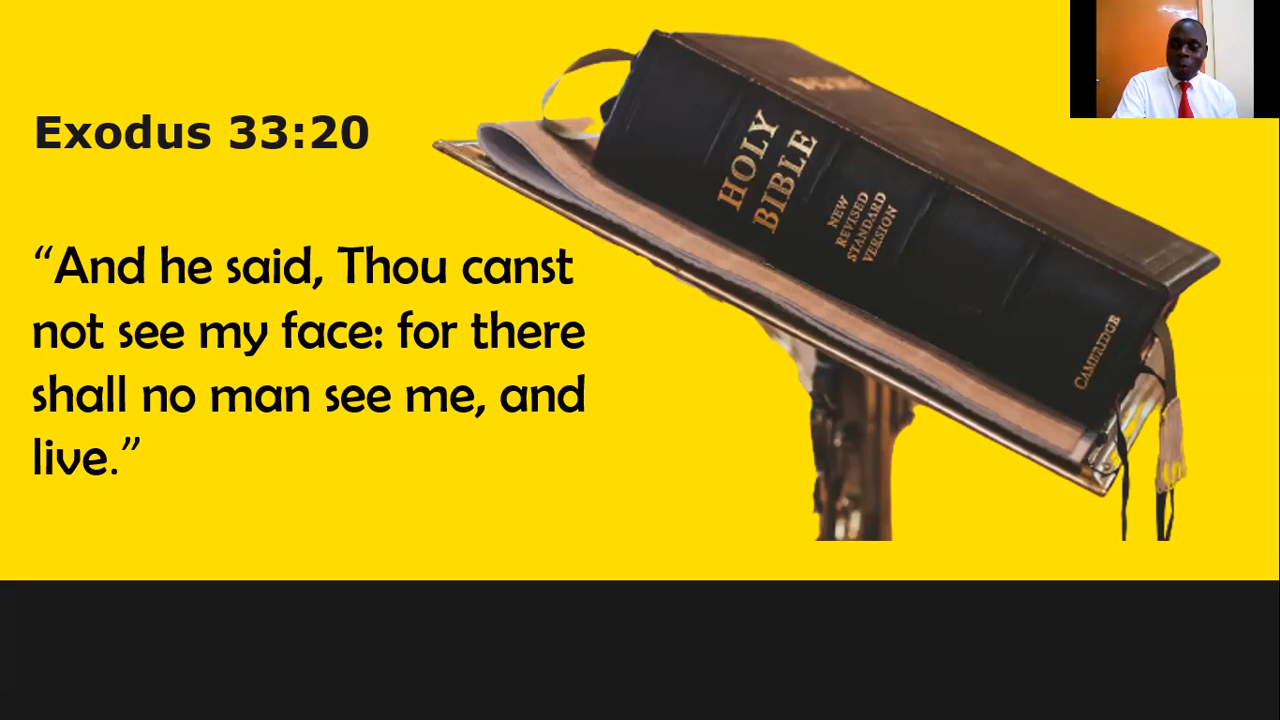 Exodus 33:20
“And he said, Thou canst
not see my face: for there
shall no man see me, and
live.”
HOLY
BIBLE
NEW
REVISED
STANDARD
VERSION
CAMBRIDGE